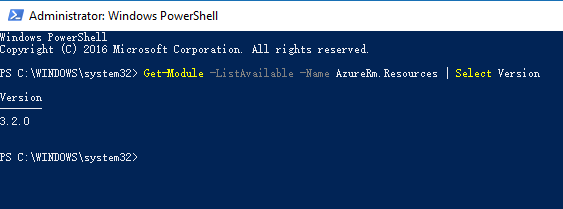 Administrator: Windows PowerShell
Windows PowerShell
Copyright (C) 2016 Microsoft Corporation. All rights reserved.
PS C:\WINDOWS\system32> Get-Module -ListAvailable -Name AzureRm.Resources | Select Version
Version
-------
3.2.0
PS C:\WINDOWS\system32>